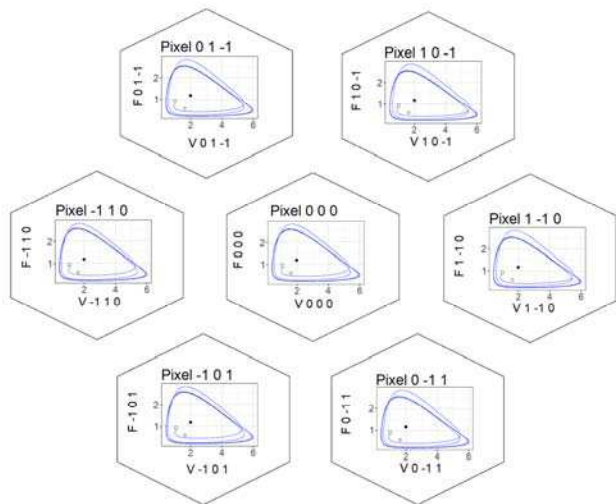 Pixel 0 1 -1
F 0 1 -1
2
1
2
4
6
V 0 1 -1
Pixel 1 0 -1
F 1 0 -1
2
1
2
4
6
V 1 0 -1
Pixel -1 1 0
F -1 1 0
2
1
2
4
6
V -1 1 0
Pixel 0 0 0
F 0 0 0
2
1
2
4
6
V 0 0 0
Pixel 1 -1 0
F 1 -1 0
2
1
2
4
6
V 1 -1 0
Pixel -1 0 1
F -1 0 1
2
1
2
4
6
V -1 0 1
Pixel 0 -1 1
F 0 -1 1
2
1
2
4
6
V 0 -1 1